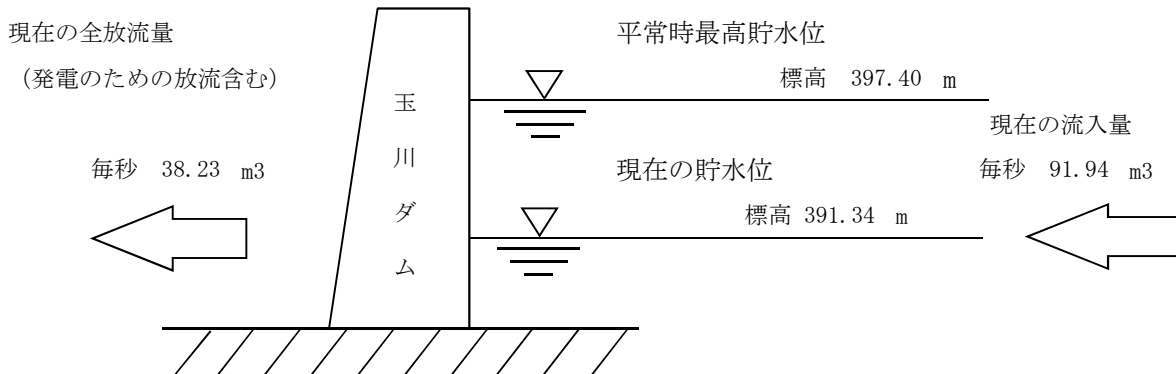 現在の全放流量
（発電のための放流含む）
毎秒 38.23 m3
玉川ダム
平常時最高貯水位
標高 397.40 m
現在の貯水位
標高 391.34 m
現在の流入量
毎秒 91.94 m3